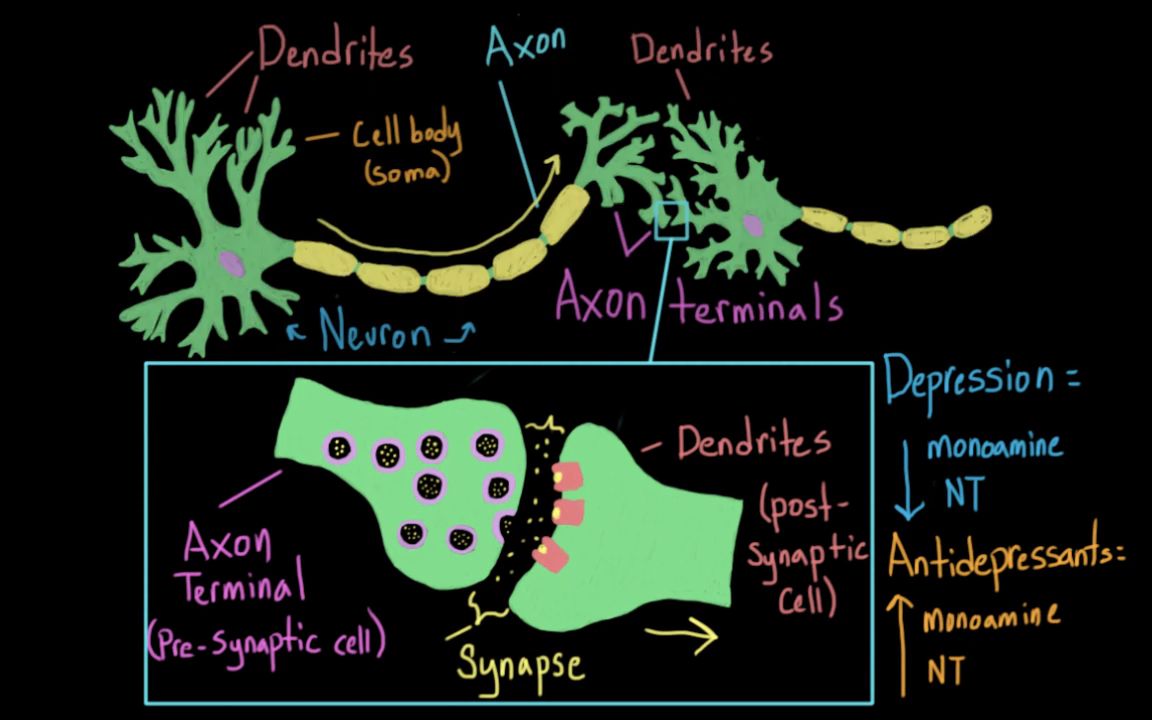 Dendrites
Axon
Dendrites
Cell body
(soma)
Neuron
Axon terminals
Axon
Terminal
(Pre-synaptic cell)
Synapse
Dendrites
(post-
synaptic
cell)
Depression =
↓ monoamine
NT
Antidepressants=
↑ monoamine
NT